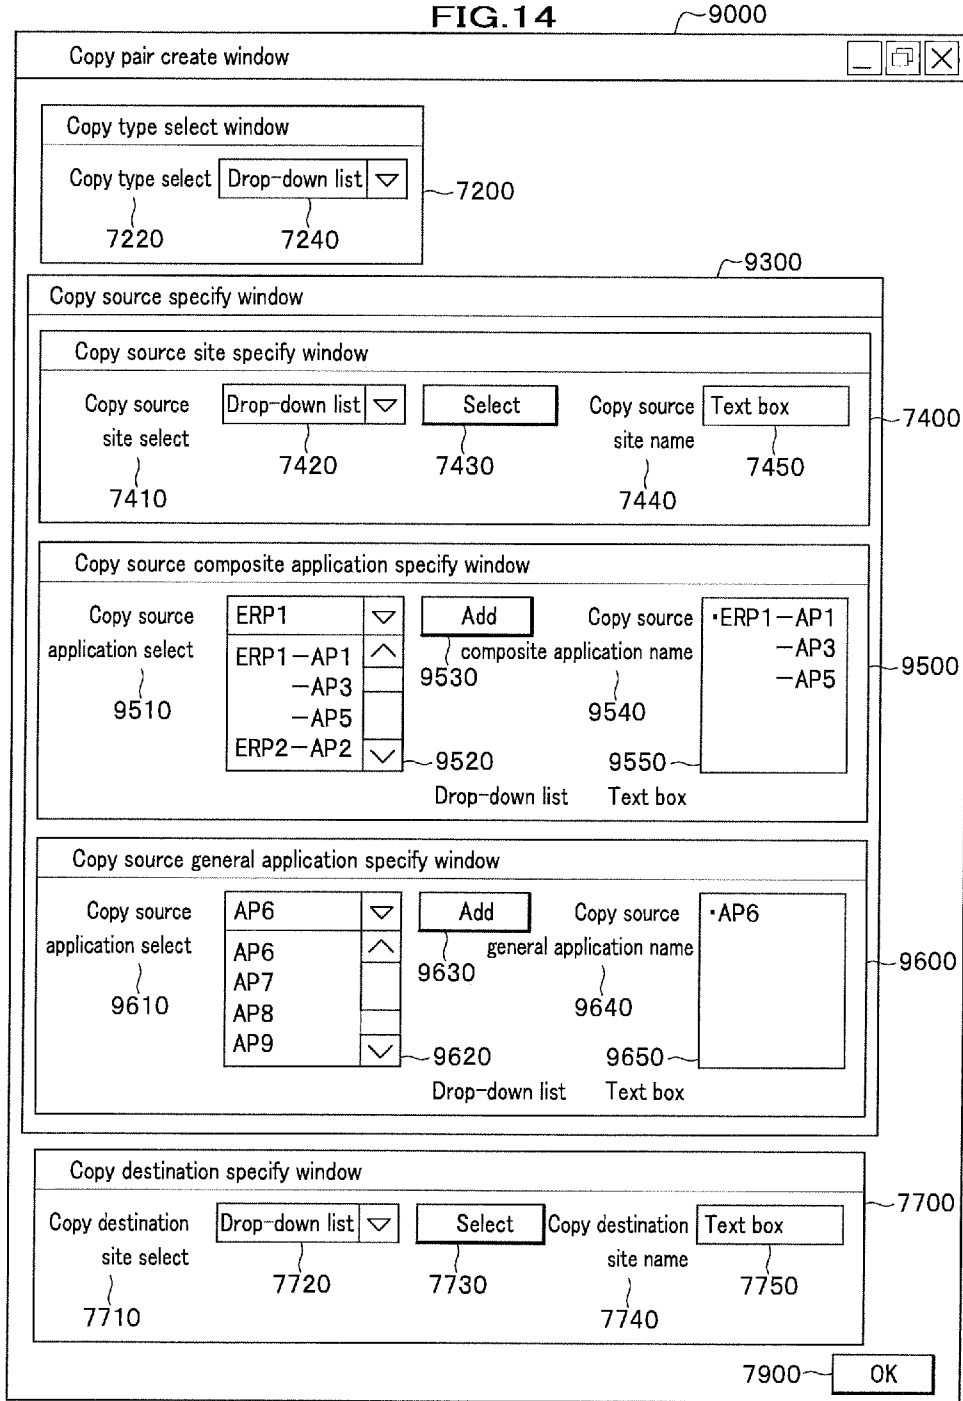 FIG.14
9000
Copy pair create window
Copy type select window
Copy type select Drop-down list
7200
7220 7240
9300
Copy source specify window
Copy source site specify window
Copy source Drop-down list Select Copy source Text box
7400
site select site name
7420 7430 7450
7410 7440
Copy source composite application specify window
Copy source ERP1 Add Copy source ▪ERP1-AP1
application select ERP1-AP1 composite application name -AP3
9500
-AP3 9530 -AP5
9510 -AP5 9540
ERP2-AP2 9520 9550
Drop-down list Text box
Copy source general application specify window
Copy source AP6 Add Copy source ▪AP6
application select AP6 general application name
9600
AP7 9630
9610 AP8 9640
AP9 9620 9650
Drop-down list Text box
Copy destination specify window
7700
Copy destination Drop-down list Select Copy destination Text box
site select site name
7720 7730 7750
7710 7740
7900 OK